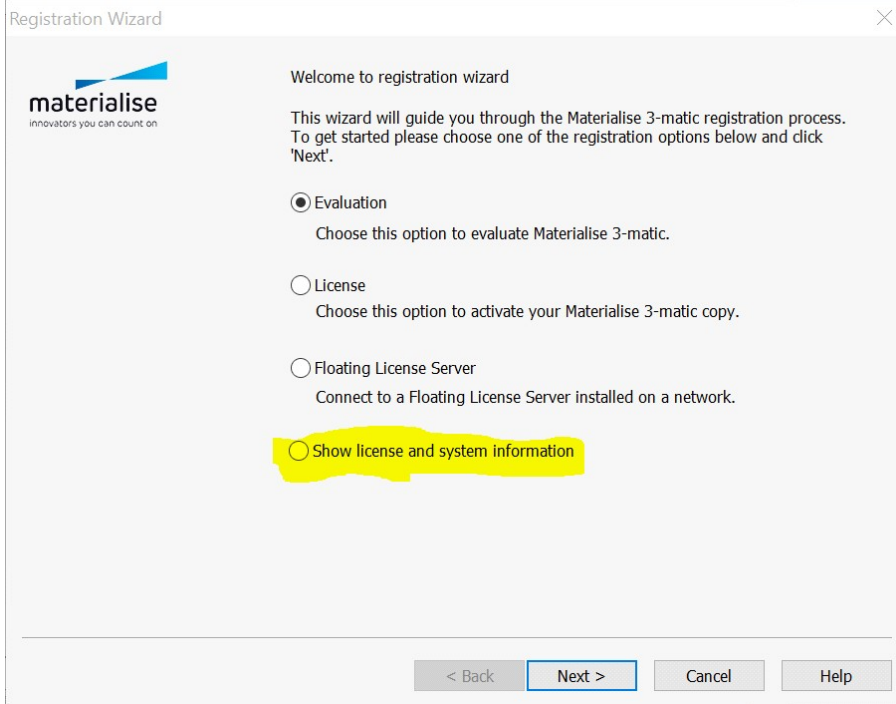 Registration Wizard
materialise
innovators you can count on
Welcome to registration wizard
This wizard will guide you through the Materialise 3-matic registration process.
To get started please choose one of the registration options below and click
'Next'.
Evaluation
Choose this option to evaluate Materialise 3-matic.
License
Choose this option to activate your Materialise 3-matic copy.
Floating License Server
Connect to a Floating License Server installed on a network.
Show license and system information
< Back
Next >
Cancel
Help